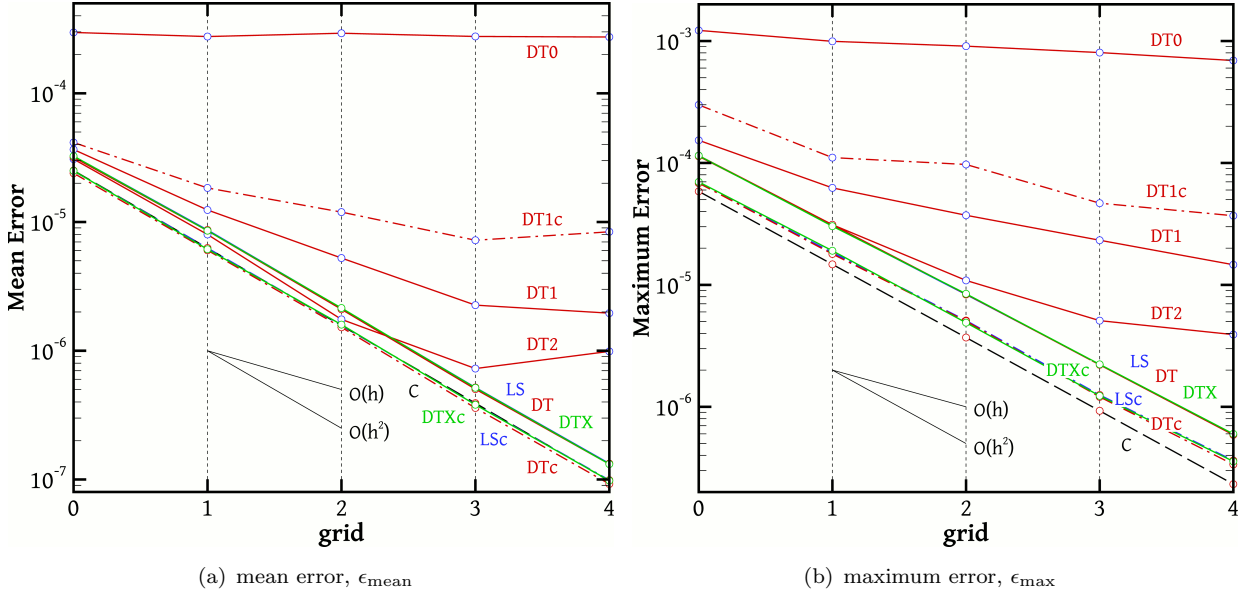 Mean Error
10⁻⁴
10⁻⁵
10⁻⁶
10⁻⁷
DT0
DT1c
DT1
DT2
O(h)
O(h²)
C
LS
DT
DTX
DTXc
LSc
DTc
0 1 2 3 4
grid
(a) mean error, ϵmean
Maximum Error
10⁻³
10⁻⁴
10⁻⁵
10⁻⁶
DT0
DT1c
DT1
DT2
LS
DT
DTX
DTXc
LSc
DTc
C
O(h)
O(h²)
0 1 2 3 4
grid
(b) maximum error, ϵmax